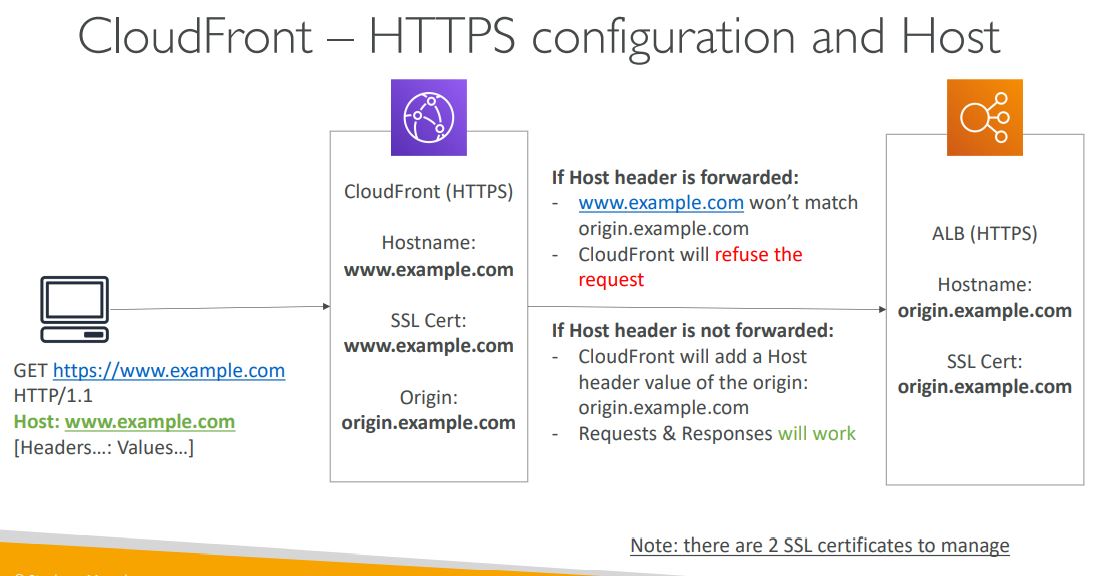 CloudFront – HTTPS configuration and Host
CloudFront (HTTPS)
Hostname:
www.example.com
SSL Cert:
www.example.com
Origin:
origin.example.com
GET https://www.example.com
HTTP/1.1
Host: www.example.com
[Headers…: Values…]
If Host header is forwarded:
- www.example.com won’t match
origin.example.com
- CloudFront will refuse the
request
If Host header is not forwarded:
- CloudFront will add a Host
header value of the origin:
origin.example.com
- Requests & Responses will work
ALB (HTTPS)
Hostname:
origin.example.com
SSL Cert:
origin.example.com
Note: there are 2 SSL certificates to manage